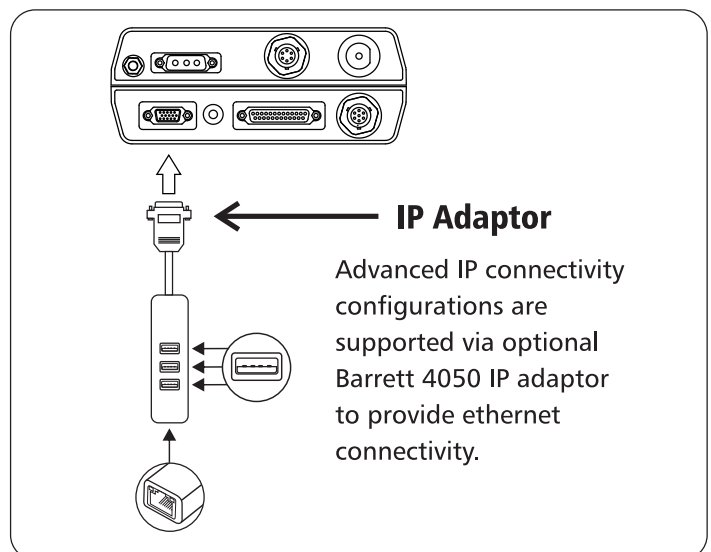 IP Adaptor
Advanced IP connectivity
configurations are
supported via optional
Barrett 4050 IP adaptor
to provide ethernet
connectivity.